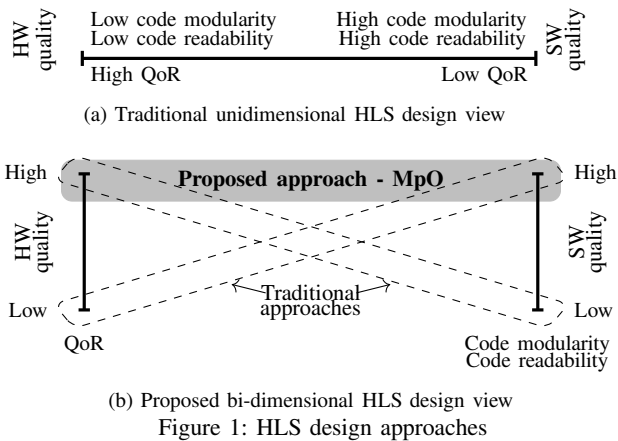 HW
quality
Low code modularity
Low code readability
High code modularity
High code readability
SW
quality
High QoR
Low QoR
(a) Traditional unidimensional HLS design view
High
Proposed approach - MpO
High
HW
quality
SW
quality
Low
Traditional
approaches
Low
QoR
Code modularity
Code readability
(b) Proposed bi-dimensional HLS design view
Figure 1: HLS design approaches